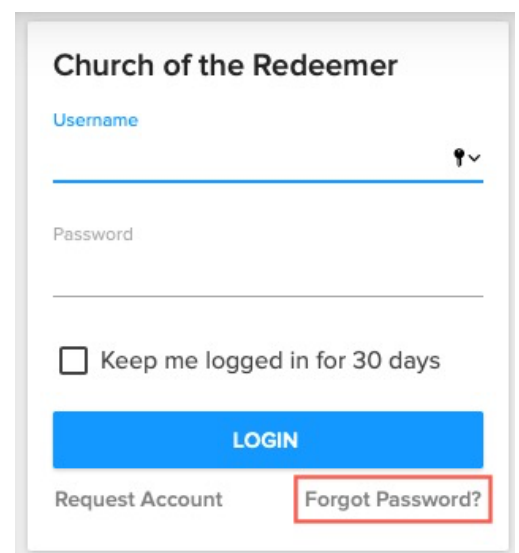 Church of the Redeemer
Username
Password
Keep me logged in for 30 days
LOGIN
Request Account Forgot Password?